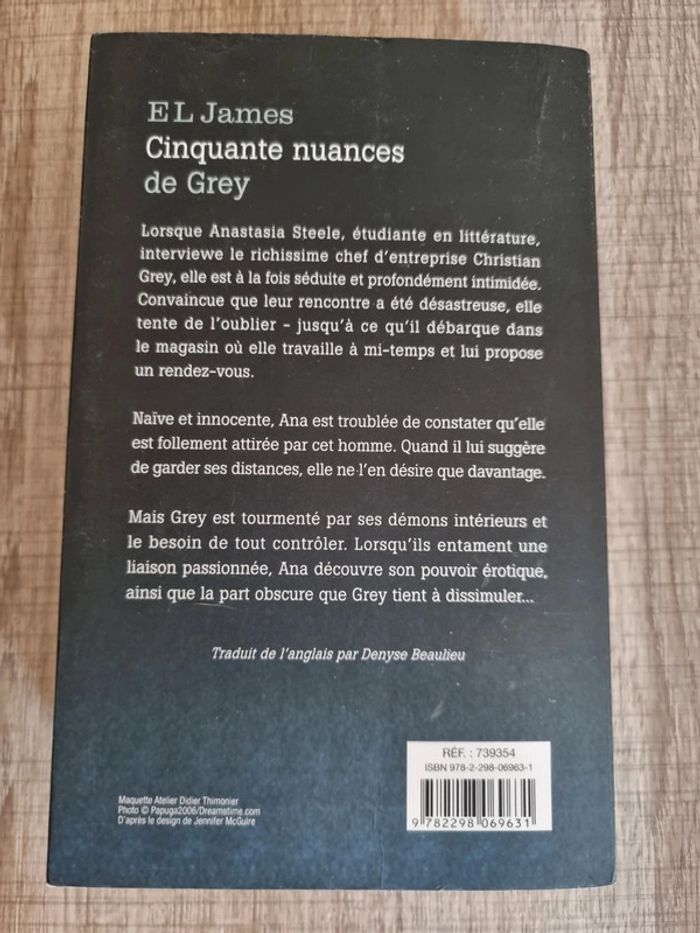 E L James
Cinquante nuances
de Grey
Lorsque Anastasia Steele, étudiante en littérature,
interviewe le richissime chef d'entreprise Christian
Grey, elle est à la fois séduite et profondément intimidée.
Convaincue que leur rencontre a été désastreuse, elle
tente de l'oublier – jusqu'à ce qu'il débarque dans
le magasin où elle travaille à mi-temps et lui propose
un rendez-vous.
Naïve et innocente, Ana est troublée de constater qu'elle
est follement attirée par cet homme. Quand il lui suggère
de garder ses distances, elle ne l'en désire que davantage.
Mais Grey est tourmenté par ses démons intérieurs et
le besoin de tout contrôler. Lorsqu'ils entament une
liaison passionnée, Ana découvre son pouvoir érotique,
ainsi que la part obscure que Grey tient à dissimuler...
Traduit de l'anglais par Denyse Beaulieu
RÉF. : 739354
ISBN 978-2-298-06963-1
9 782298 069631
Maquette Atelier Didier Thimonier
Photo © Papuga2006/Dreamstime.com
D'après le design de Jennifer McGuire